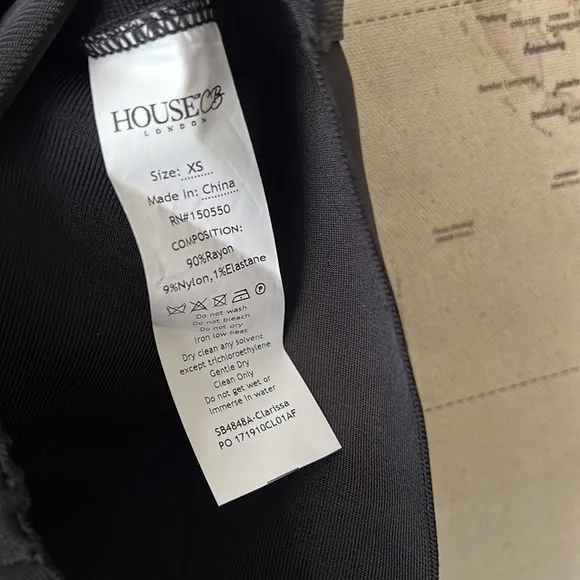 HOUSE OF CB
LONDON
Size: XS
Made In: China
RN#150550
COMPOSITION:
90%Rayon
9%Nylon,1%Elastane
P
Do not wash
Do not bleach
Do not dry
Iron low heat
Dry clean any solvent
except trichloroethylene
Gentle Dry
Clean Only
Do not get wet or
Immerse in water
SB4848A-Clarissa
PO 171910CL01AF